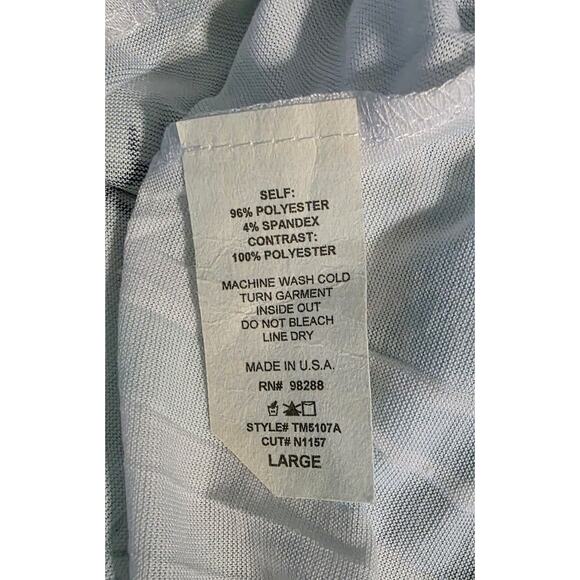 SELF:
96% POLYESTER
4% SPANDEX
CONTRAST:
100% POLYESTER
MACHINE WASH COLD
TURN GARMENT
INSIDE OUT
DO NOT BLEACH
LINE DRY
MADE IN U.S.A.
RN# 98288
STYLE# TM5107A
CUT# N1157
LARGE